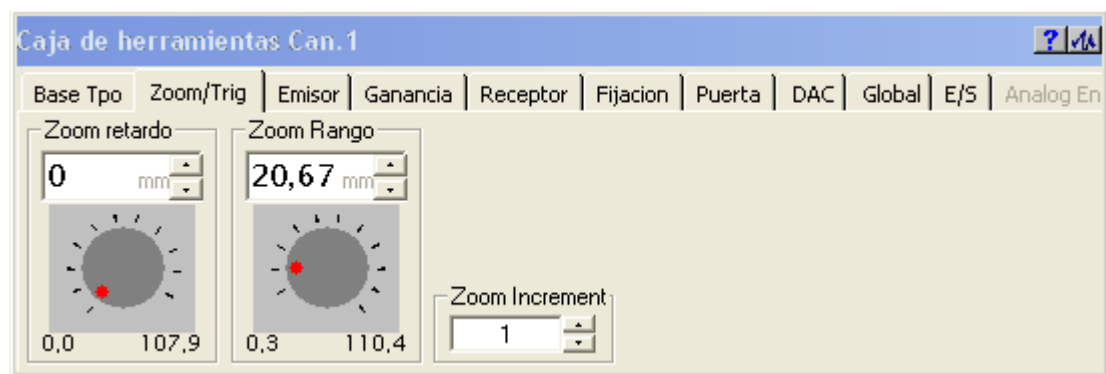 Caja de herramientas Can.1
?
Base Tpo Zoom/Trig Emisor Ganancia Receptor Fijacion Puerta DAC Global E/S Analog En
Zoom retardo Zoom Rango
0 mm 20,67 mm
Zoom Increment
1
0,0 107,9 0,3 110,4